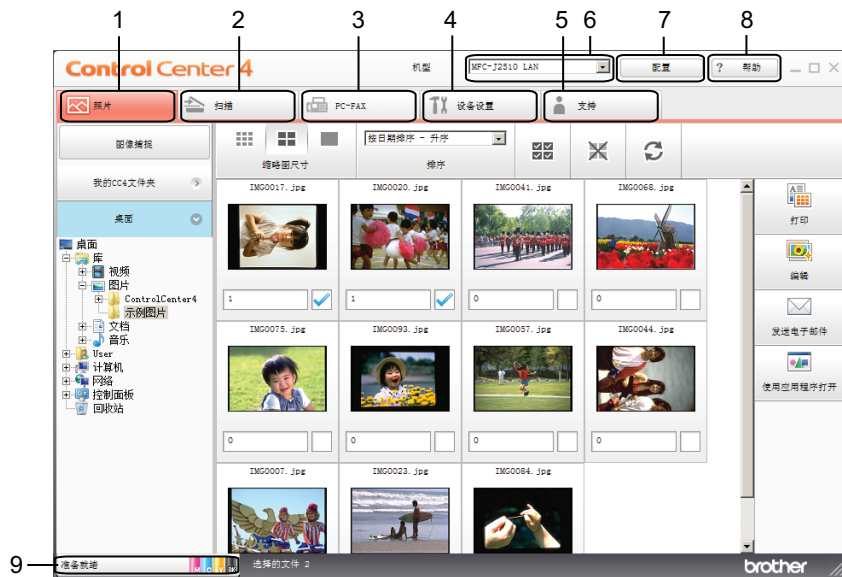 1 2 3 4 5 6 7 8
Control Center 4
机型 MFC-J2510 LAN 配置 ? 帮助
照片 扫描 PC-FAX 设备设置 支持
图像捕捉
我的CC4文件夹
桌面
缩略图尺寸
按日期排序 - 升序
排序
桌面
库
视频
图片
ControlCenter4
示例图片
文档
音乐
User
计算机
网络
控制面板
回收站
IMG0017.jpg IMG0020.jpg IMG0041.jpg IMG0068.jpg
1 1 0 0
IMG0075.jpg IMG0093.jpg IMG0057.jpg IMG0044.jpg
0 0 0 0
IMG0007.jpg IMG0023.jpg IMG0084.jpg
打印
编辑
发送电子邮件
使用应用程序打开
9 准备就绪 M C Y BK 选择的文件 2 brother